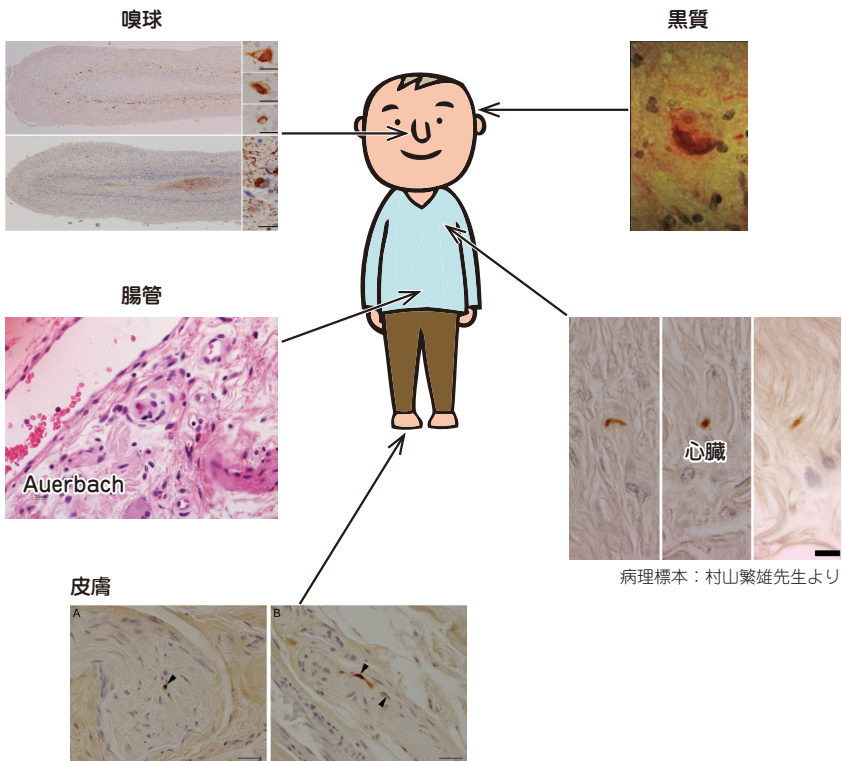 嗅球
黒質
腸管
Auerbach
心臓
病理標本：村山繁雄先生より
皮膚
A
B